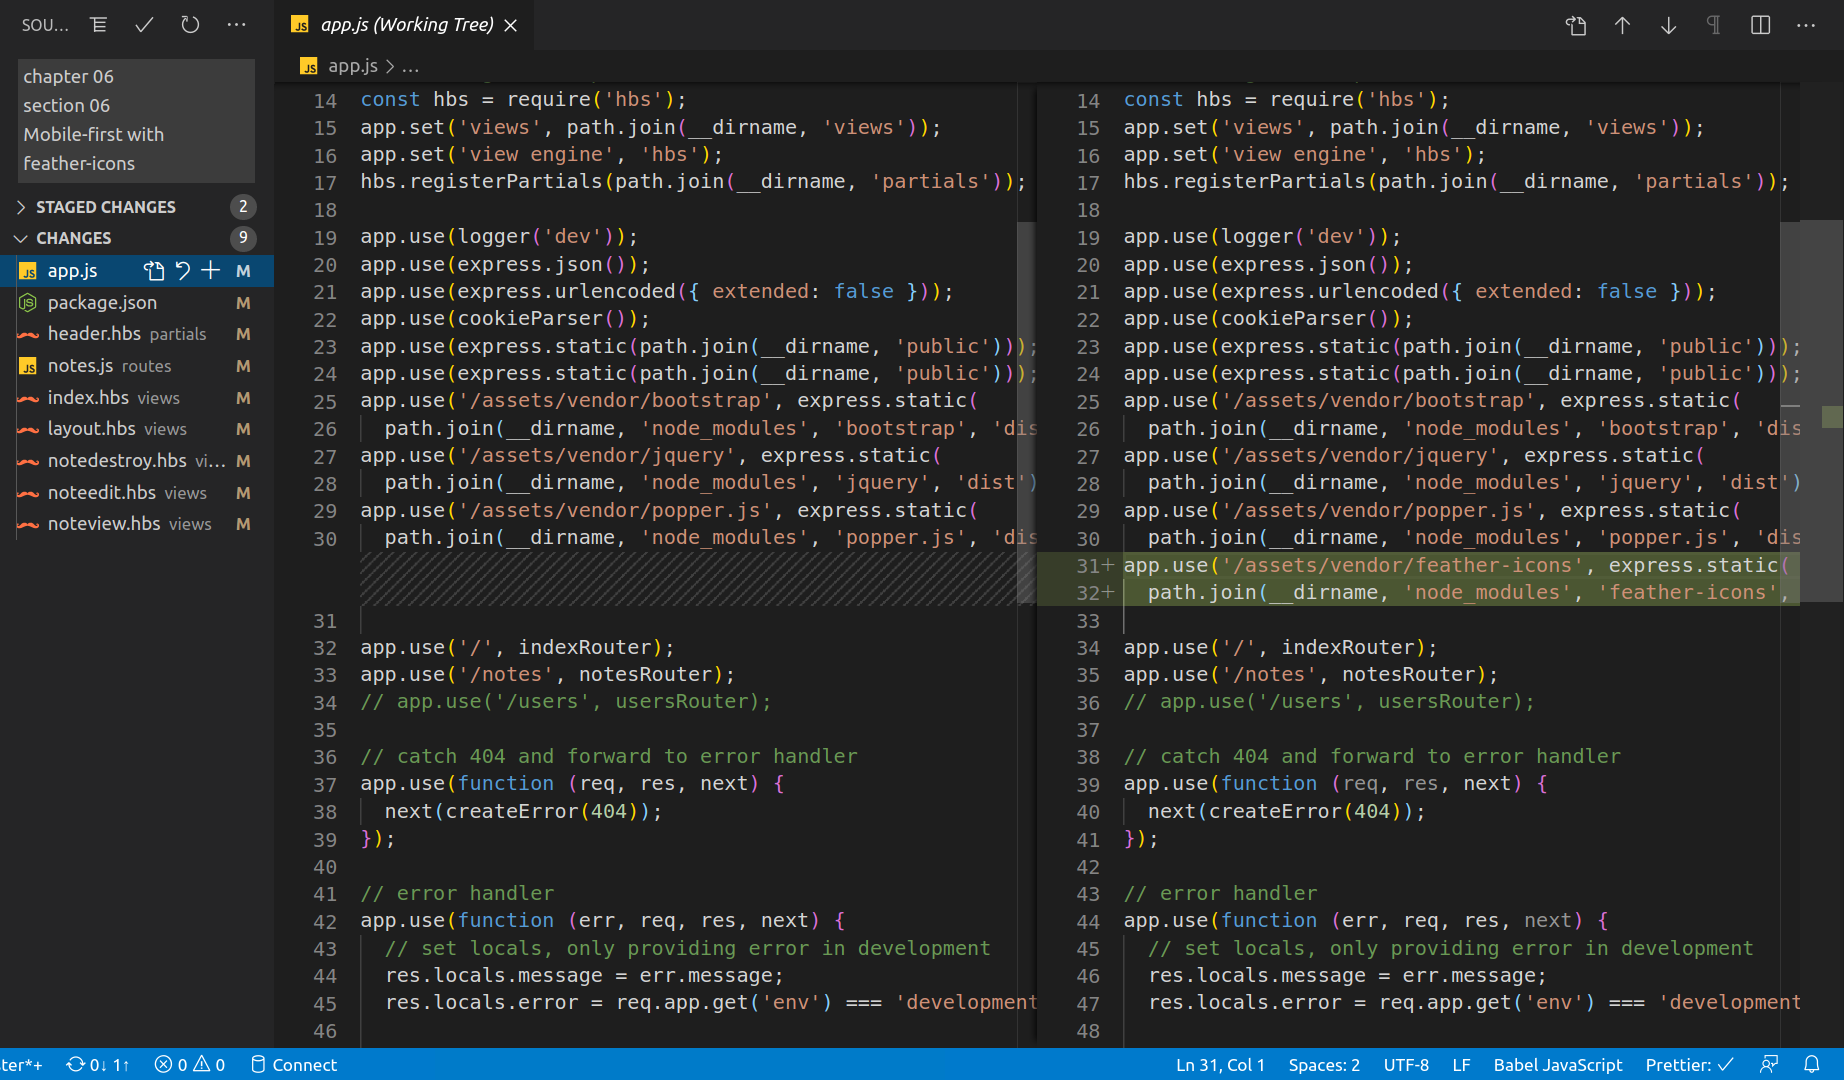 SOU...
chapter 06
section 06
Mobile-first with
feather-icons
STAGED CHANGES 2
CHANGES 9
app.js M
package.json M
header.hbs partials M
notes.js routes M
index.hbs views M
layout.hbs views M
notedestroy.hbs vi... M
noteedit.hbs views M
noteview.hbs views M
JS app.js (Working Tree)
JS app.js > ...
14 const hbs = require('hbs');
15 app.set('views', path.join(__dirname, 'views'));
16 app.set('view engine', 'hbs');
17 hbs.registerPartials(path.join(__dirname, 'partials'));
18
19 app.use(logger('dev'));
20 app.use(express.json());
21 app.use(express.urlencoded({ extended: false }));
22 app.use(cookieParser());
23 app.use(express.static(path.join(__dirname, 'public')));
24 app.use(express.static(path.join(__dirname, 'public')));
25 app.use('/assets/vendor/bootstrap', express.static(
26 path.join(__dirname, 'node_modules', 'bootstrap', 'dis
27 app.use('/assets/vendor/jquery', express.static(
28 path.join(__dirname, 'node_modules', 'jquery', 'dist')
29 app.use('/assets/vendor/popper.js', express.static(
30 path.join(__dirname, 'node_modules', 'popper.js', 'dis
31
32 app.use('/', indexRouter);
33 app.use('/notes', notesRouter);
34 // app.use('/users', usersRouter);
35
36 // catch 404 and forward to error handler
37 app.use(function (req, res, next) {
38 next(createError(404));
39 });
40
41 // error handler
42 app.use(function (err, req, res, next) {
43 // set locals, only providing error in development
44 res.locals.message = err.message;
45 res.locals.error = req.app.get('env') === 'development
46
14 const hbs = require('hbs');
15 app.set('views', path.join(__dirname, 'views'));
16 app.set('view engine', 'hbs');
17 hbs.registerPartials(path.join(__dirname, 'partials'));
18
19 app.use(logger('dev'));
20 app.use(express.json());
21 app.use(express.urlencoded({ extended: false }));
22 app.use(cookieParser());
23 app.use(express.static(path.join(__dirname, 'public')));
24 app.use(express.static(path.join(__dirname, 'public')));
25 app.use('/assets/vendor/bootstrap', express.static(
26 path.join(__dirname, 'node_modules', 'bootstrap', 'dis
27 app.use('/assets/vendor/jquery', express.static(
28 path.join(__dirname, 'node_modules', 'jquery', 'dist')
29 app.use('/assets/vendor/popper.js', express.static(
30 path.join(__dirname, 'node_modules', 'popper.js', 'dis
31+ app.use('/assets/vendor/feather-icons', express.static(
32+ path.join(__dirname, 'node_modules', 'feather-icons',
33
34 app.use('/', indexRouter);
35 app.use('/notes', notesRouter);
36 // app.use('/users', usersRouter);
37
38 // catch 404 and forward to error handler
39 app.use(function (req, res, next) {
40 next(createError(404));
41 });
42
43 // error handler
44 app.use(function (err, req, res, next) {
45 // set locals, only providing error in development
46 res.locals.message = err.message;
47 res.locals.error = req.app.get('env') === 'development
48
ter*+ 0↓ 1↑ 0 0 Connect Ln 31, Col 1 Spaces: 2 UTF-8 LF Babel JavaScript Prettier: ✓